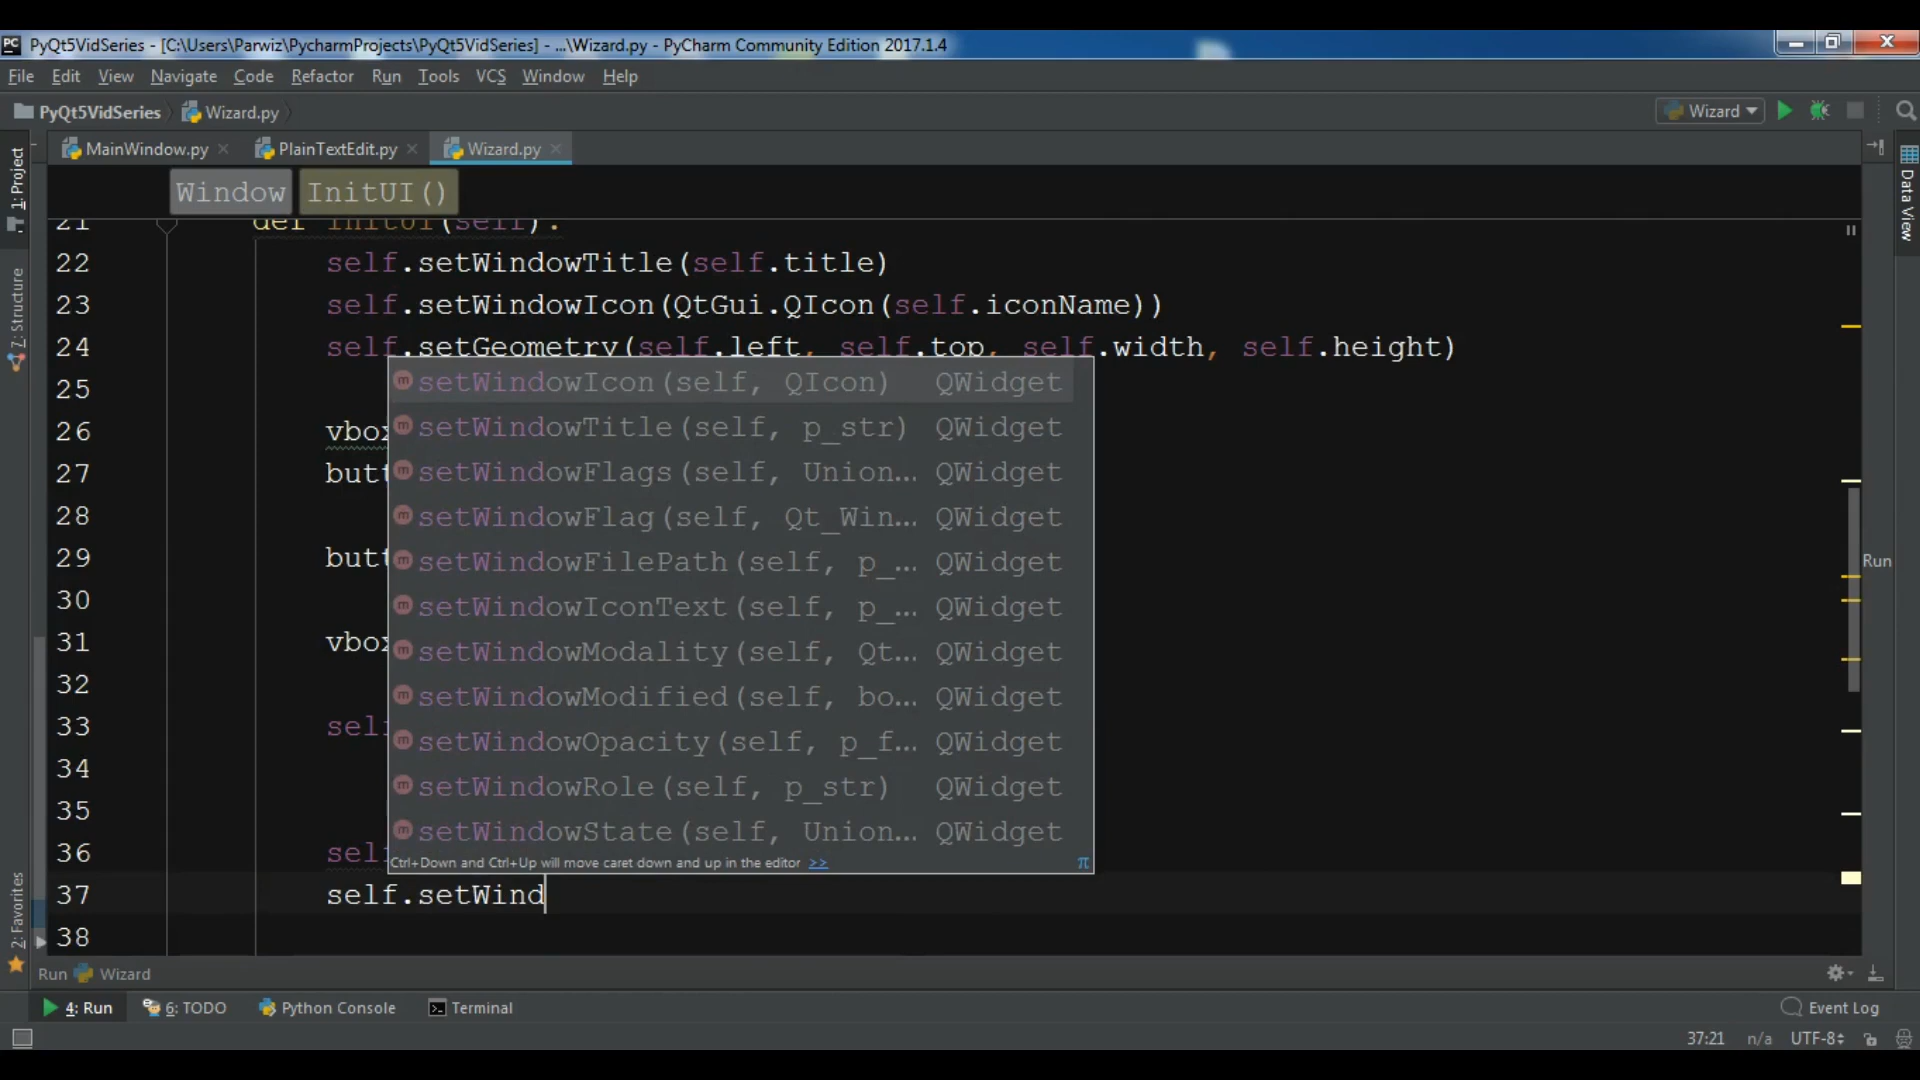 PyQt5VidSeries - [C:\Users\Parwiz\PycharmProjects\PyQt5VidSeries] - ...\Wizard.py - PyCharm Community Edition 2017.1.4
File Edit View Navigate Code Refactor Run Tools VCS Window Help
PyQt5VidSeries Wizard.py Wizard
MainWindow.py PlainTextEdit.py Wizard.py
Window InitUI()
21 def InitUI(self):
22 self.setWindowTitle(self.title)
23 self.setWindowIcon(QtGui.QIcon(self.iconName))
24 self.setGeometry(self.left, self.top, self.width, self.height)
25
26 vbox
27 butt
28
29 butt
30
31 vbox
32
33 self
34
35
36 self
37 self.setWind
38
setWindowIcon(self, QIcon) QWidget
setWindowTitle(self, p_str) QWidget
setWindowFlags(self, Union... QWidget
setWindowFlag(self, Qt_Win... QWidget
setWindowFilePath(self, p_... QWidget
setWindowIconText(self, p_... QWidget
setWindowModality(self, Qt... QWidget
setWindowModified(self, bo... QWidget
setWindowOpacity(self, p_f... QWidget
setWindowRole(self, p_str) QWidget
setWindowState(self, Union... QWidget
Ctrl+Down and Ctrl+Up will move caret down and up in the editor >> π
1: Project
7: Structure
2: Favorites
Data View
Run
Run Wizard
4: Run 6: TODO Python Console Terminal Event Log
37:21 n/a UTF-8